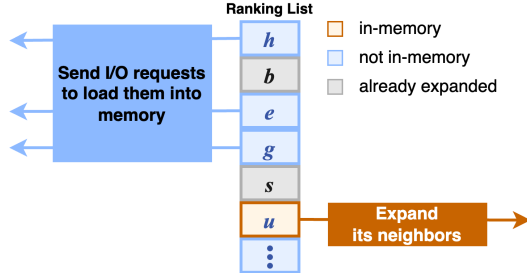 Ranking List
h
b
e
g
s
u
⋮
Send I/O requests
to load them into
memory
in-memory
not in-memory
already expanded
Expand
its neighbors